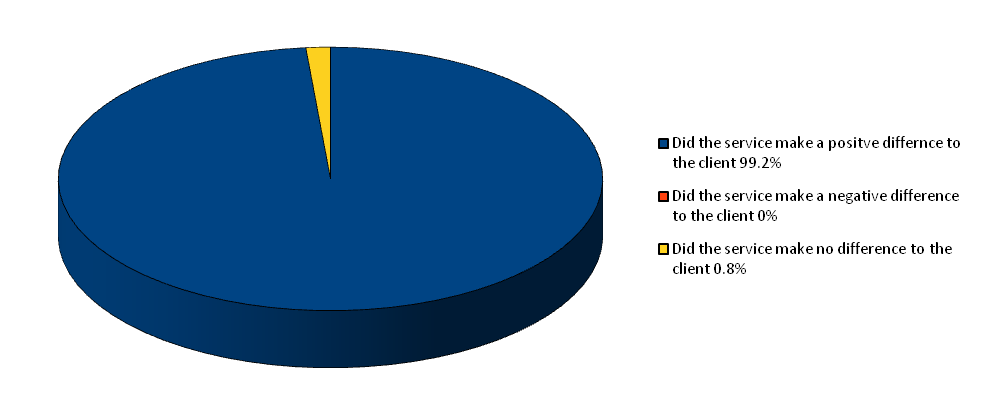 Did the service make a positve differnce to
the client 99.2%
Did the service make a negative difference
to the client 0%
Did the service make no difference to the
client 0.8%